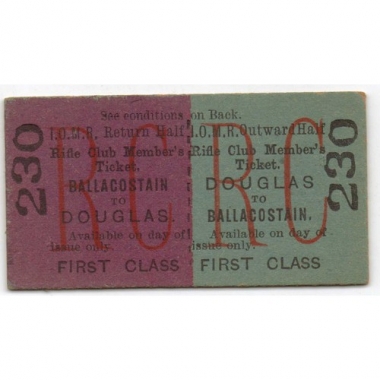 See conditions on Back.
I.O.M.R. Return Half
Rifle Club Member's
Ticket.
BALLACOSTAIN
TO
DOUGLAS.
Available on day of
issue only.
FIRST CLASS
230
RC
I.O.M.R. Outward Half
Rifle Club Member's
Ticket.
DOUGLAS
TO
BALLACOSTAIN.
Available on day of
issue only.
FIRST CLASS
230
RC